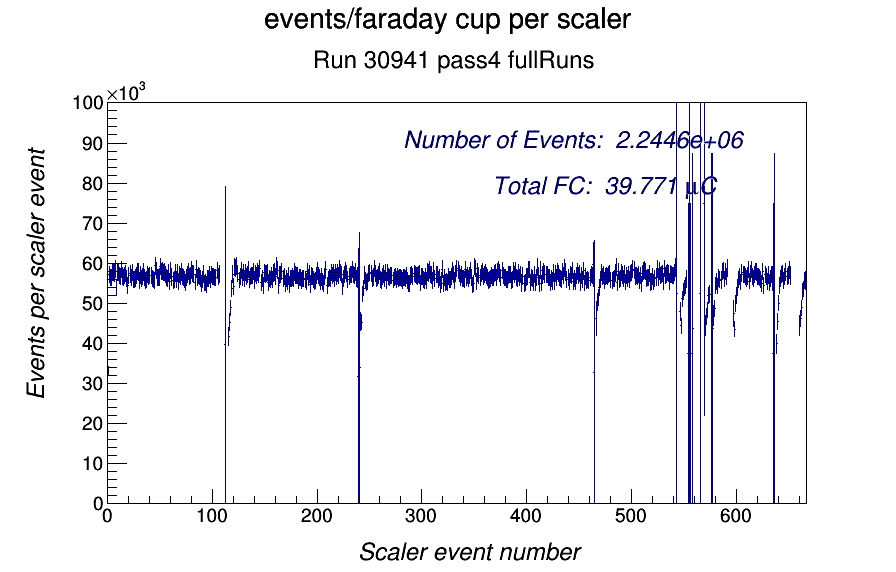 events/faraday cup per scaler
Run 30941 pass4 fullRuns
×10³
100
90
80
70
60
50
40
30
20
10
0
Number of Events: 2.2446e+06
Total FC: 39.771 μC
Events per scaler event
0 100 200 300 400 500 600
Scaler event number